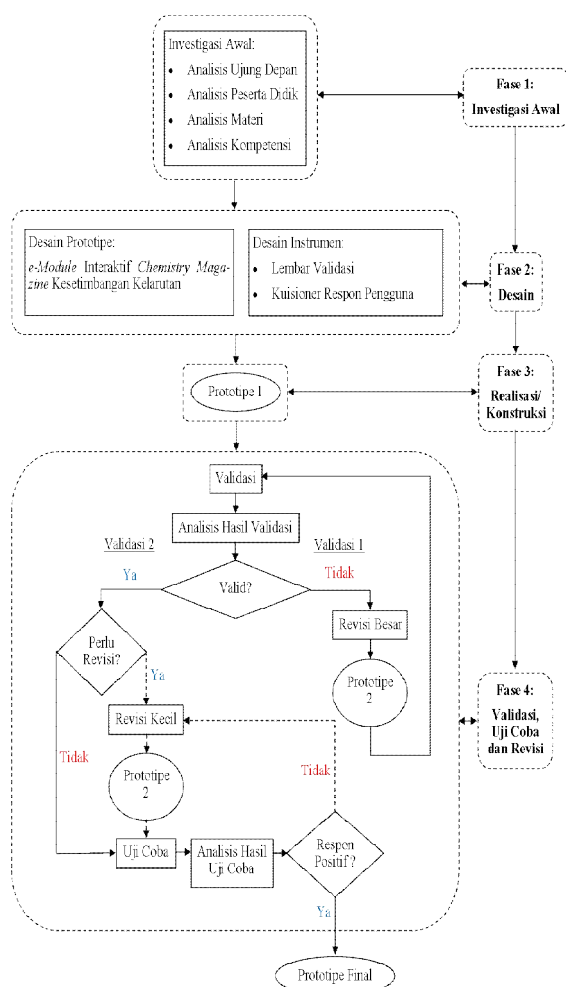 Investigasi Awal:
• Analisis Ujung Depan
• Analisis Peserta Didik
• Analisis Materi
• Analisis Kompetensi
Fase 1:
Investigasi Awal
Desain Prototipe:
e-Module Interaktif Chemistry Maga-
zine Kesetimbangan Kelarutan
Desain Instrumen:
• Lembar Validasi
• Kuisioner Respon Pengguna
Fase 2:
Desain
Prototipe 1
Fase 3:
Realisasi/
Konstruksi
Validasi
Analisis Hasil Validasi
Validasi 2
Validasi 1
Ya
Valid?
Tidak
Perlu
Revisi?
Revisi Besar
Ya
Prototipe
2
Fase 4:
Validasi,
Uji Coba
dan Revisi
Revisi Kecil
Tidak
Tidak
Prototipe
2
Uji Coba
Analisis Hasil
Uji Coba
Respon
Positif?
Ya
Prototipe Final